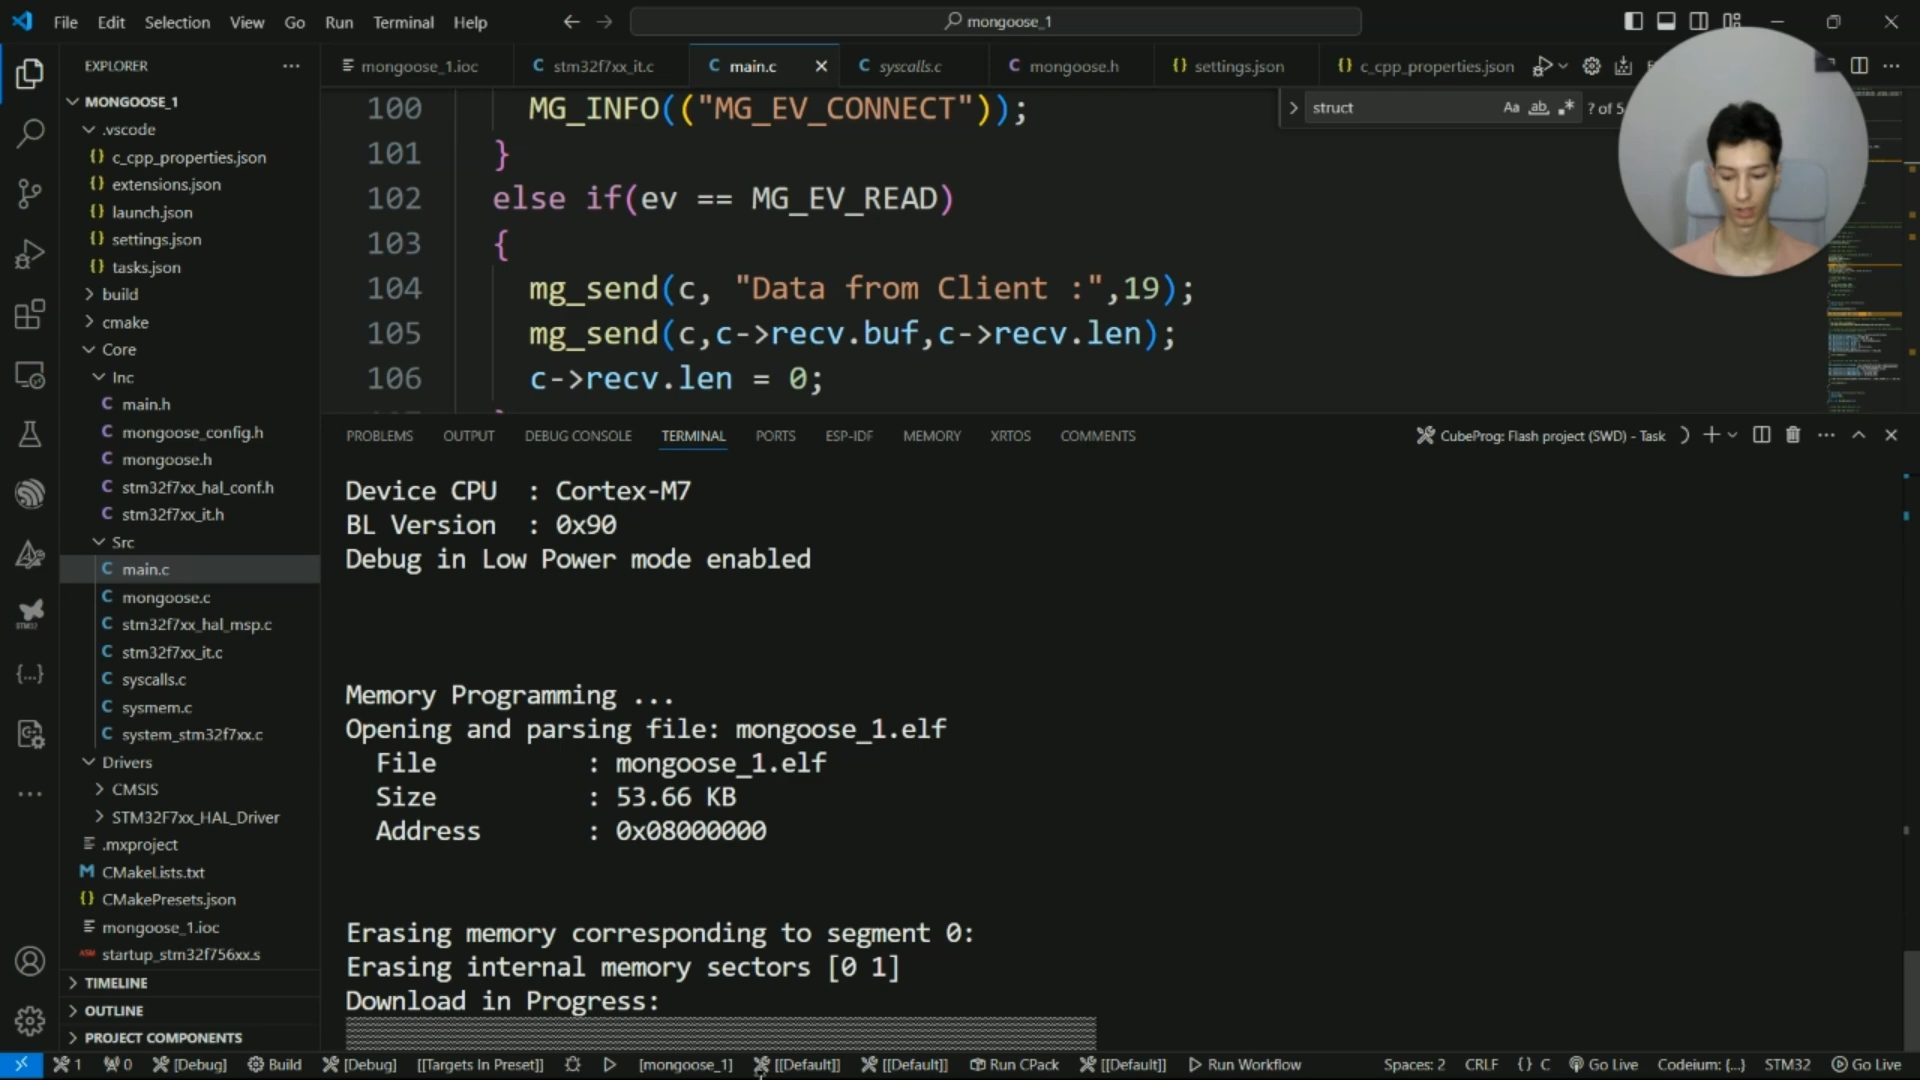 File Edit Selection View Go Run Terminal Help
mongoose_1
EXPLORER
mongoose_1.ioc
stm32f7xx_it.c
main.c
syscalls.c
mongoose.h
settings.json
c_cpp_properties.json
MONGOOSE_1
.vscode
c_cpp_properties.json
extensions.json
launch.json
settings.json
tasks.json
build
cmake
Core
Inc
main.h
mongoose_config.h
mongoose.h
stm32f7xx_hal_conf.h
stm32f7xx_it.h
Src
main.c
mongoose.c
stm32f7xx_hal_msp.c
stm32f7xx_it.c
syscalls.c
sysmem.c
system_stm32f7xx.c
Drivers
CMSIS
STM32F7xx_HAL_Driver
.mxproject
CMakeLists.txt
CMakePresets.json
mongoose_1.ioc
startup_stm32f756xx.s
TIMELINE
OUTLINE
PROJECT COMPONENTS
struct
Aa ab ? of 5
100 MG_INFO(("MG_EV_CONNECT"));
101 }
102 else if(ev == MG_EV_READ)
103 {
104 mg_send(c, "Data from Client :",19);
105 mg_send(c,c->recv.buf,c->recv.len);
106 c->recv.len = 0;
PROBLEMS OUTPUT DEBUG CONSOLE TERMINAL PORTS ESP-IDF MEMORY XRTOS COMMENTS
CubeProg: Flash project (SWD) - Task
Device CPU : Cortex-M7
BL Version : 0x90
Debug in Low Power mode enabled
Memory Programming ...
Opening and parsing file: mongoose_1.elf
File : mongoose_1.elf
Size : 53.66 KB
Address : 0x08000000
Erasing memory corresponding to segment 0:
Erasing internal memory sectors [0 1]
Download in Progress:
1 0 [Debug] Build [Debug] [[Targets In Preset]] [mongoose_1] [[Default]] [[Default]] Run CPack [[Default]] Run Workflow
Spaces: 2 CRLF {} C Go Live Codeium: {...} STM32 Go Live